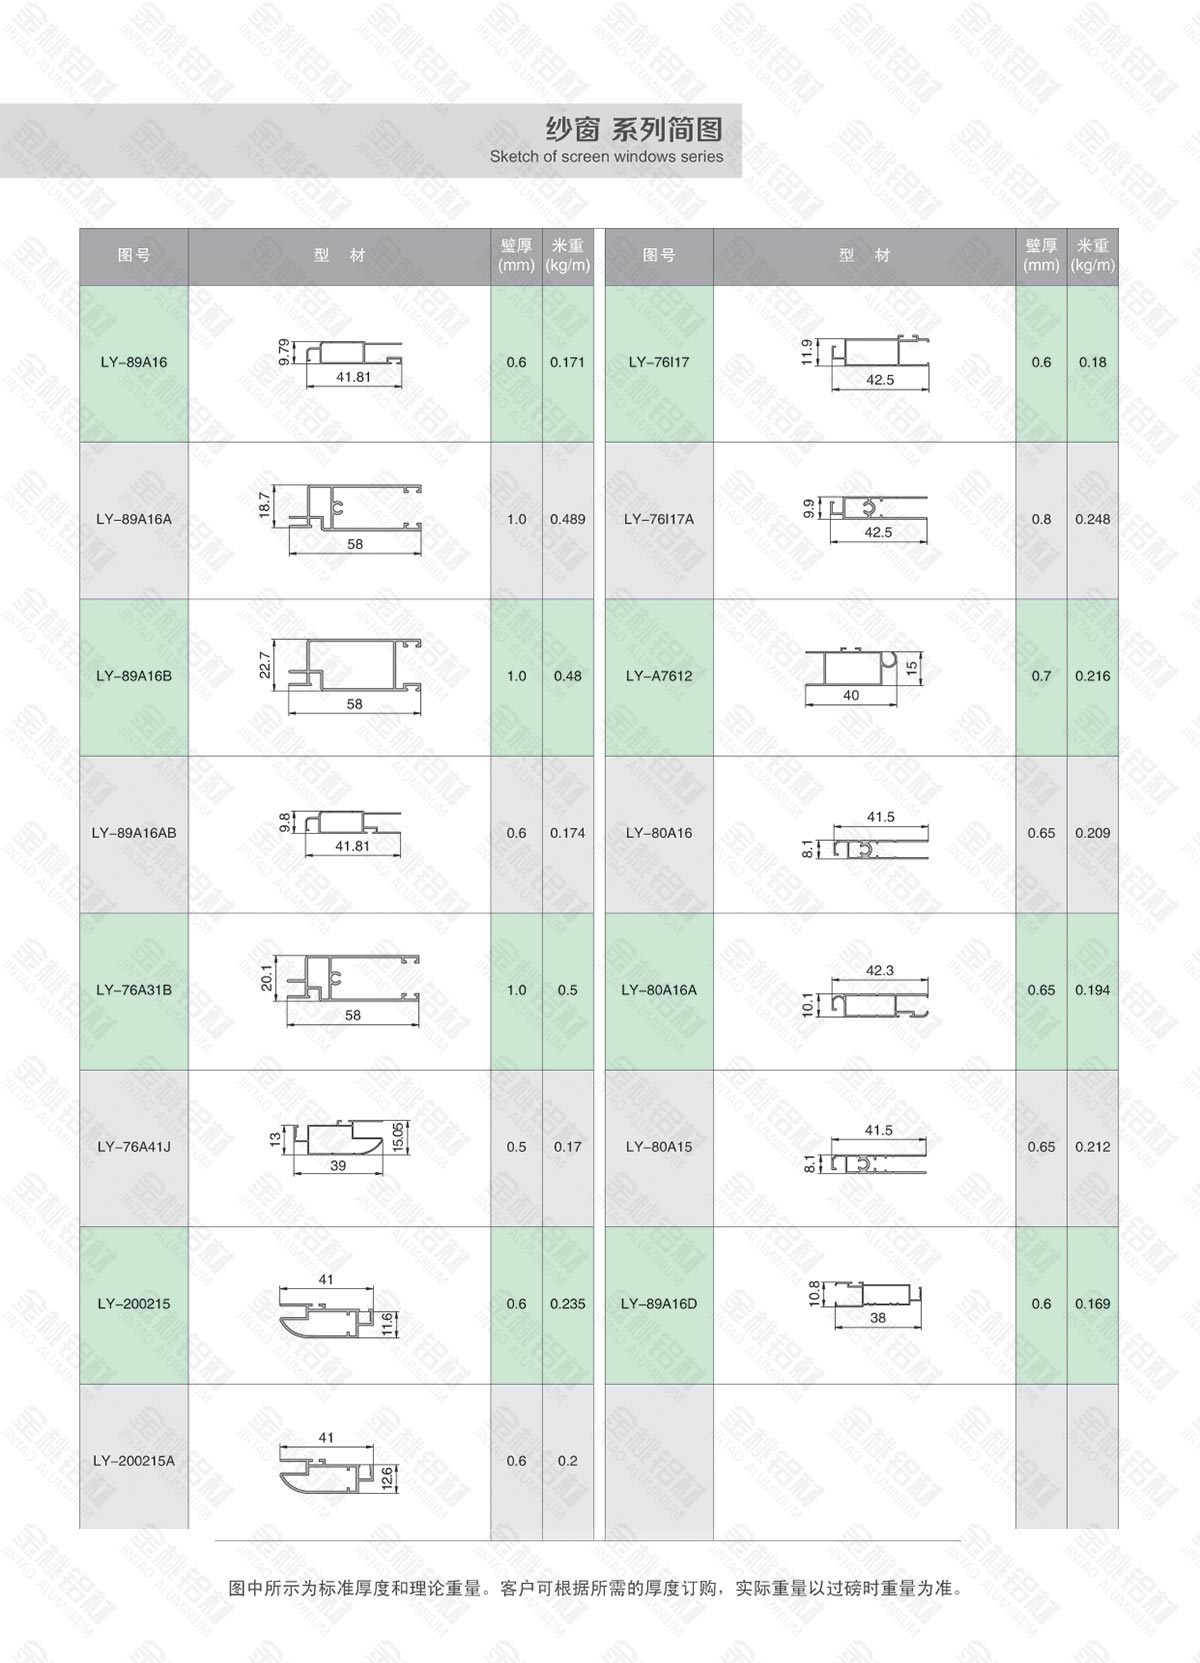 纱窗 系列简图
Sketch of screen windows series
图号 型 材 壁厚 (mm) 米重 (kg/m) 图号 型 材 壁厚 (mm) 米重 (kg/m)
LY-89A16 9.79 41.81 0.6 0.171 LY-76I17 11.9 42.5 0.6 0.18
LY-89A16A 18.7 58 1.0 0.489 LY-76I17A 9.9 42.5 0.8 0.248
LY-89A16B 22.7 58 1.0 0.48 LY-A7612 15 40 0.7 0.216
LY-89A16AB 9.8 41.81 0.6 0.174 LY-80A16 41.5 8.1 0.65 0.209
LY-76A31B 20.1 58 1.0 0.5 LY-80A16A 42.3 10.1 0.65 0.194
LY-76A41J 13 15.05 39 0.5 0.17 LY-80A15 41.5 8.1 0.65 0.212
LY-200215 41 11.6 0.6 0.235 LY-89A16D 10.8 38 0.6 0.169
LY-200215A 41 12.6 0.6 0.2
图中所示为标准厚度和理论重量。客户可根据所需的厚度订购，实际重量以过磅时重量为准。
金桃铝材
JINTAO ALUMINIUM